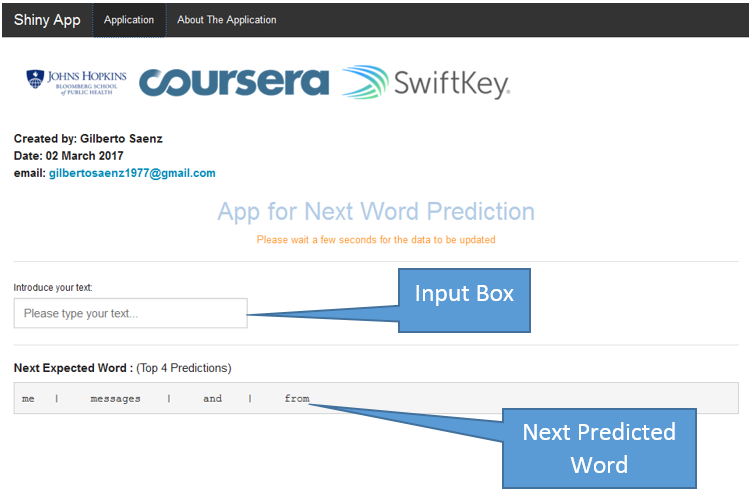 Shiny App Application About The Application
JOHNS HOPKINS
BLOOMBERG SCHOOL
of PUBLIC HEALTH
coursera
SwiftKey.
Created by: Gilberto Saenz
Date: 02 March 2017
email: gilbertosaenz1977@gmail.com
App for Next Word Prediction
Please wait a few seconds for the data to be updated
Introduce your text:
Please type your text...
Input Box
Next Expected Word : (Top 4 Predictions)
me | messages | and | from
Next Predicted
Word